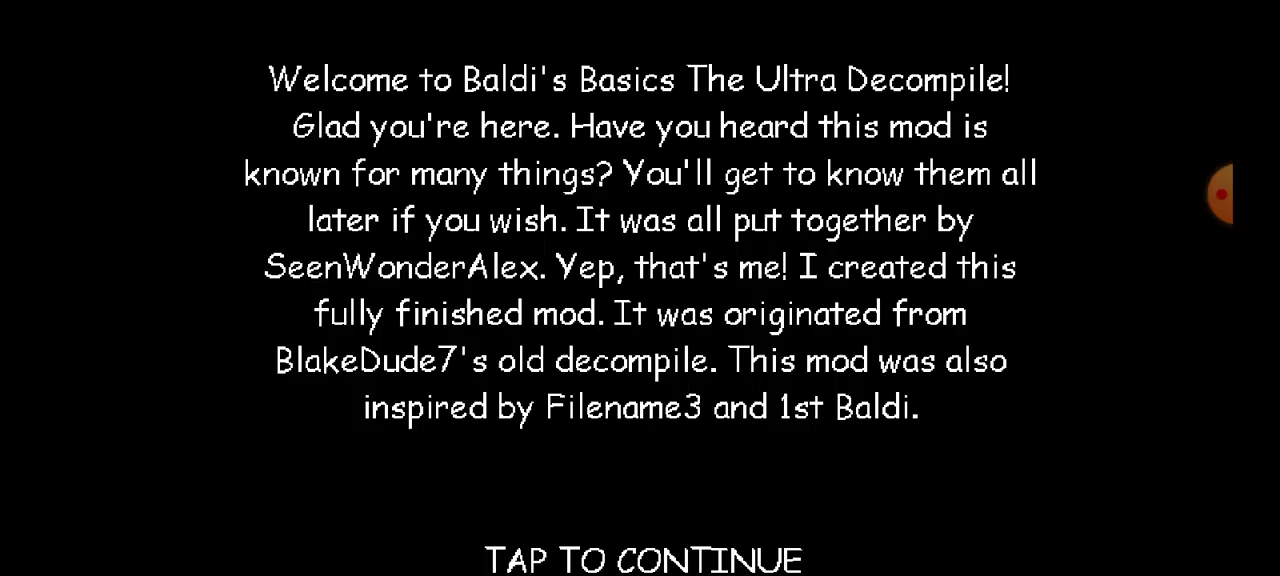 Welcome to Baldi's Basics The Ultra Decompile!
Glad you're here. Have you heard this mod is
known for many things? You'll get to know them all
later if you wish. It was all put together by
SeenWonderAlex. Yep, that's me! I created this
fully finished mod. It was originated from
BlakeDude7's old decompile. This mod was also
inspired by Filename3 and 1st Baldi.
TAP TO CONTINUE